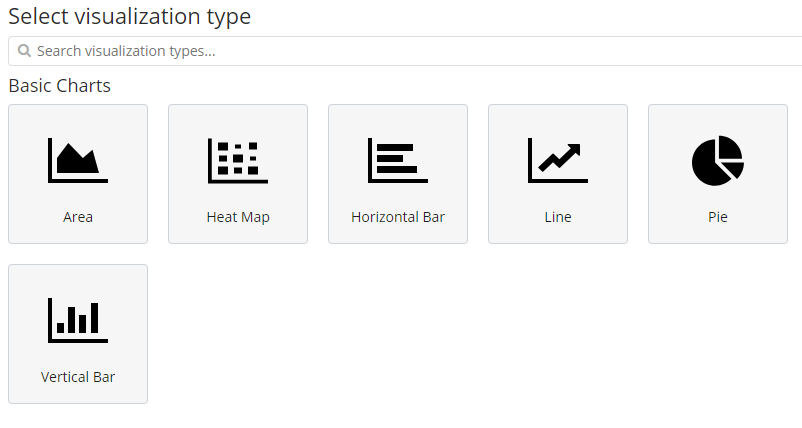 Select visualization type
Search visualization types...
Basic Charts
Area
Heat Map
Horizontal Bar
Line
Pie
Vertical Bar